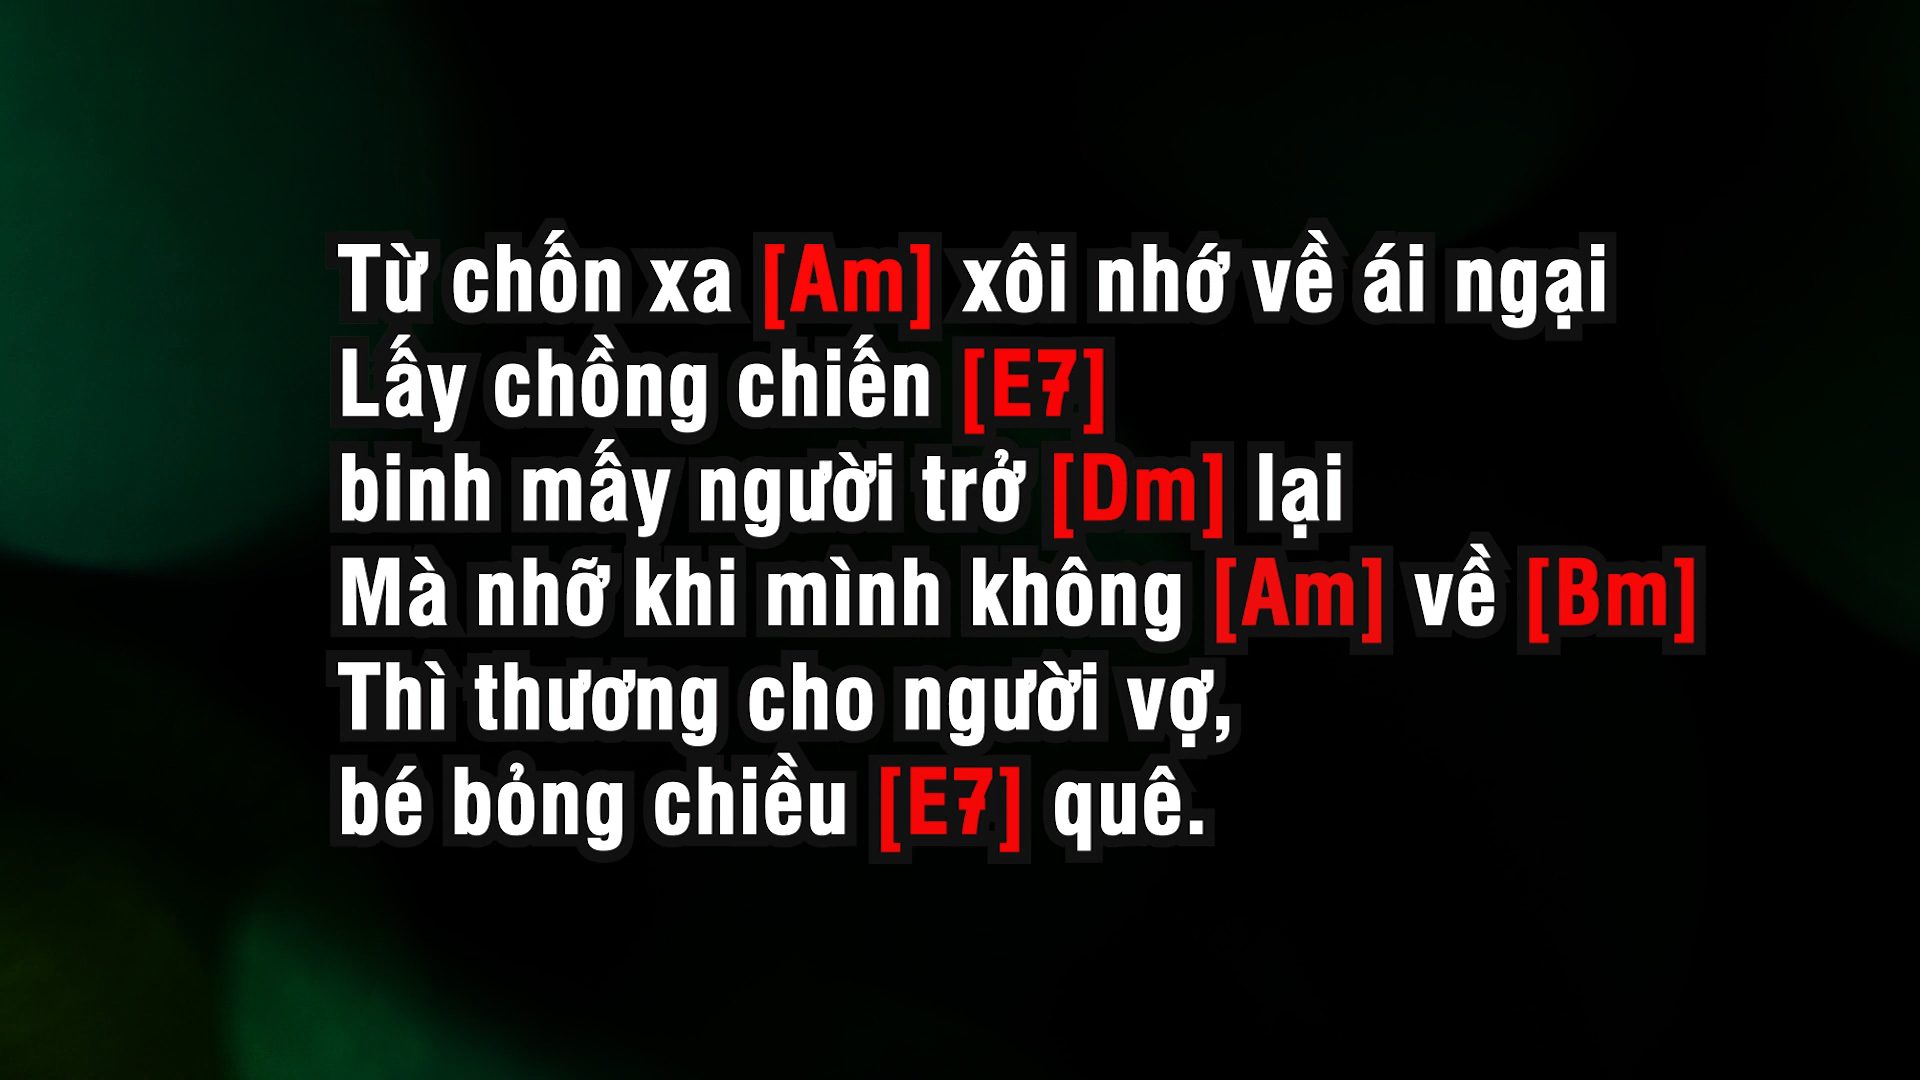 Từ chốn xa [Am] xôi nhớ về ái ngại
Lấy chồng chiến [E7]
binh mấy người trở [Dm] lại
Mà nhỡ khi mình không [Am] về [Bm]
Thì thương cho người vợ,
bé bỏng chiều [E7] quê.